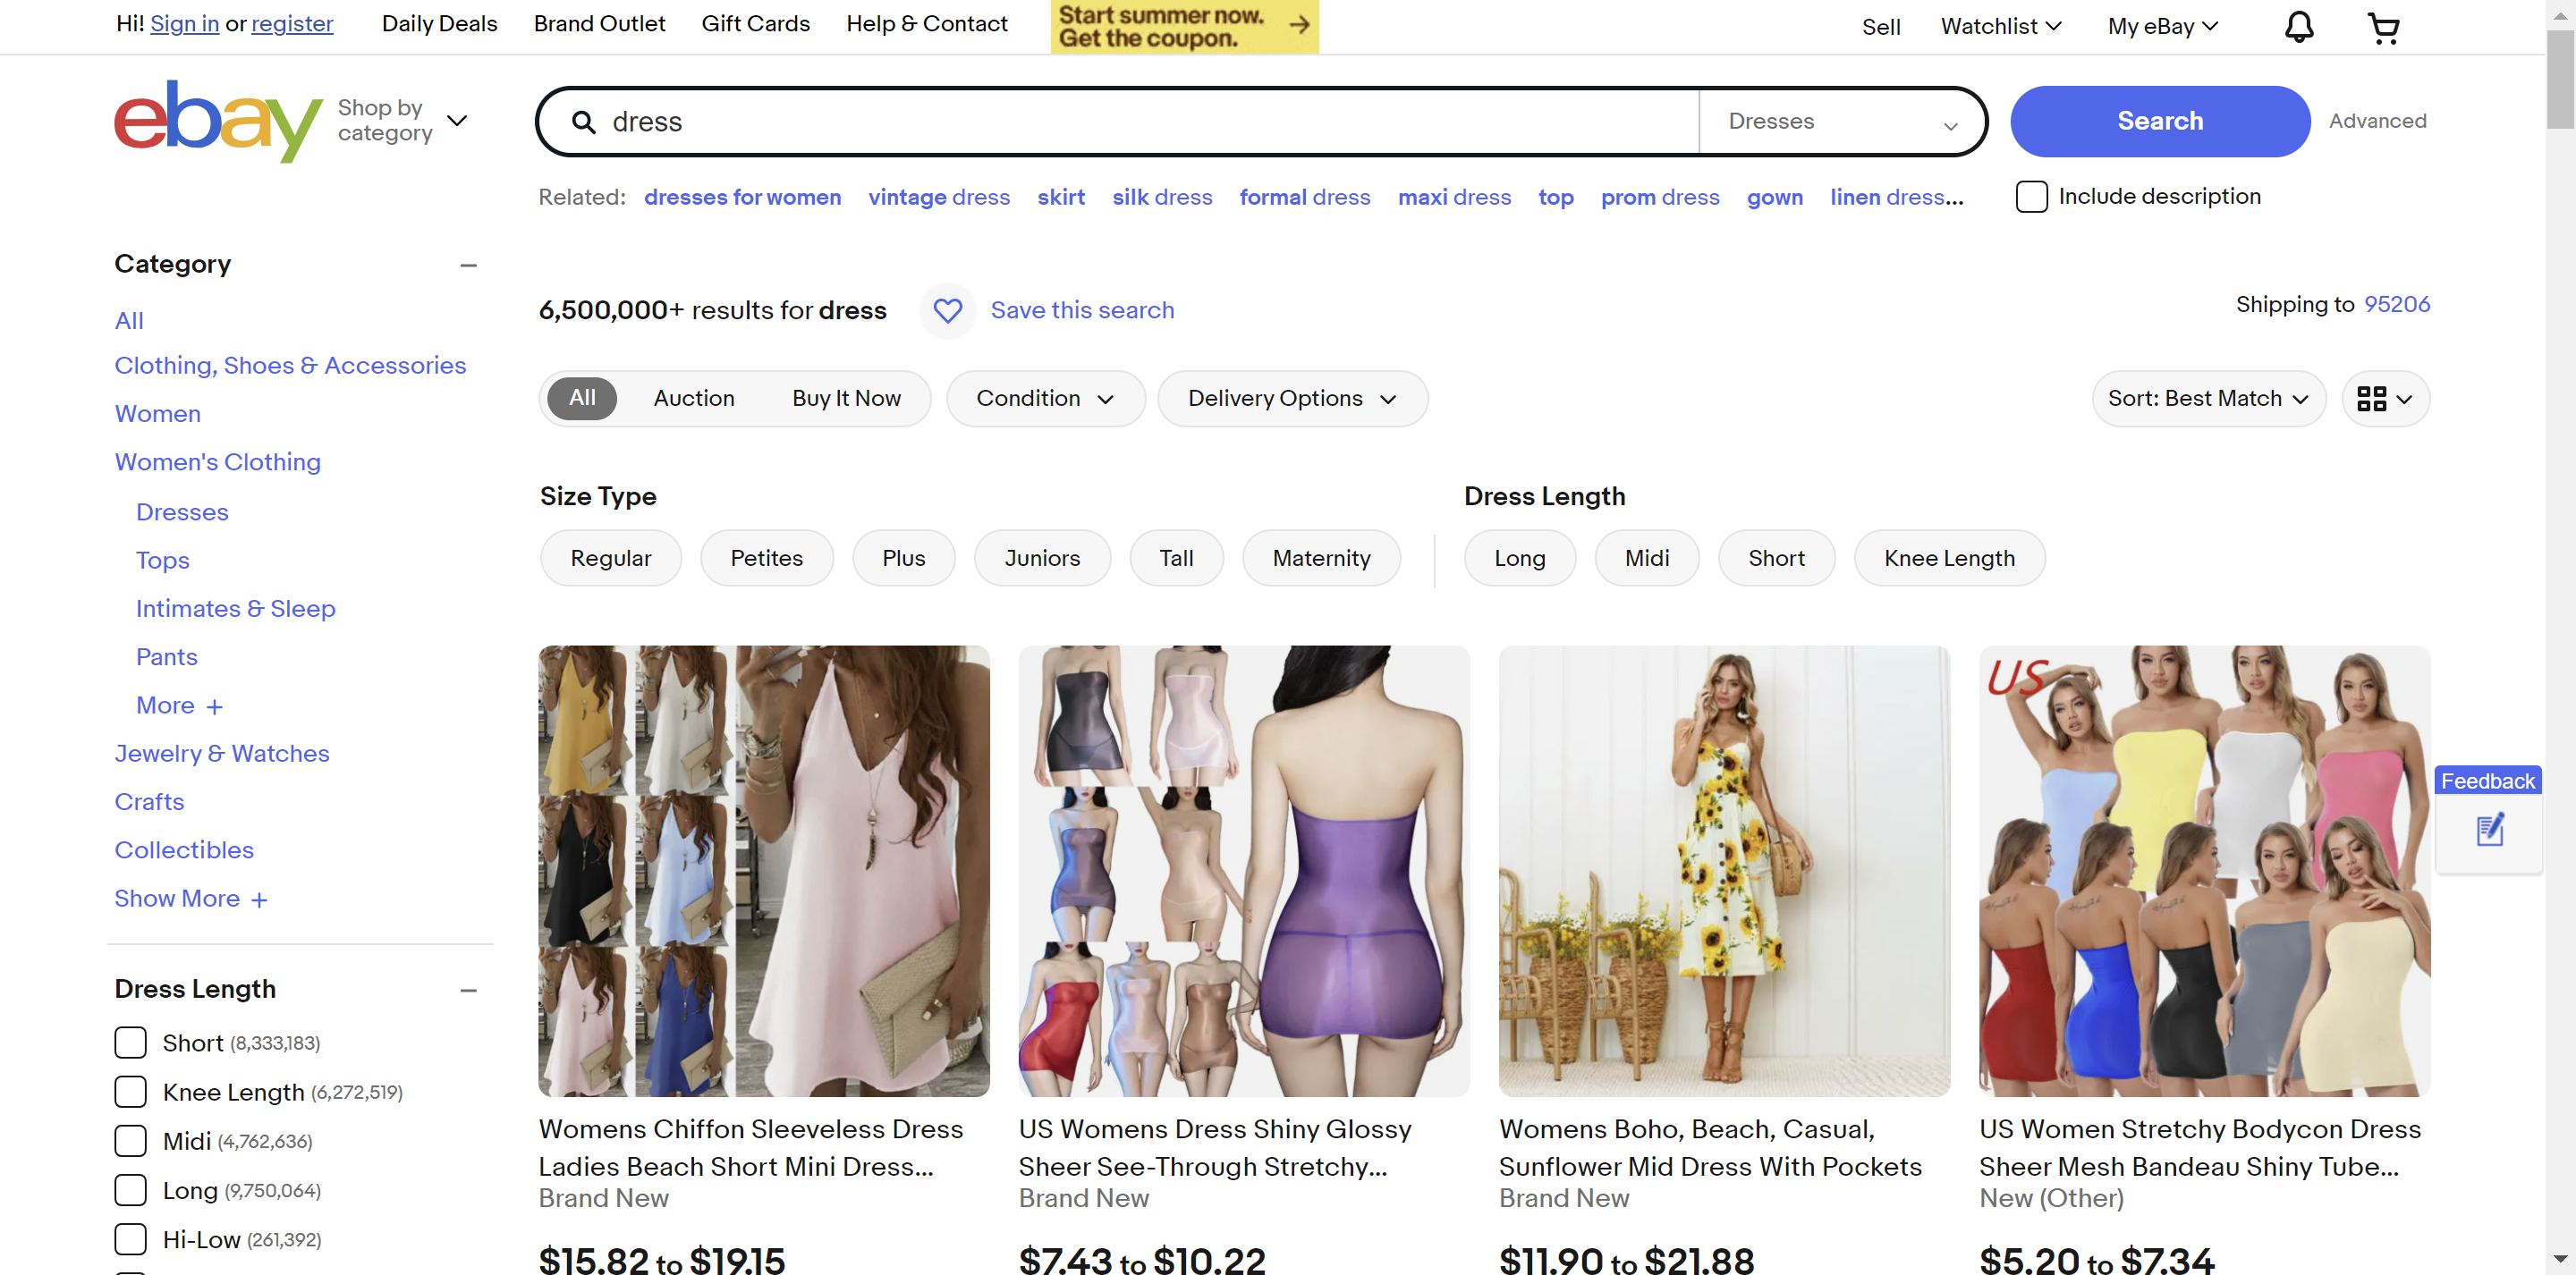 Hi! Sign in or register
Daily Deals
Brand Outlet
Gift Cards
Help & Contact
Start summer now.
Get the coupon.
Sell
Watchlist
My eBay
ebay
Shop by
category
dress
Dresses
Search
Advanced
Related: dresses for women vintage dress skirt silk dress formal dress maxi dress top prom dress gown linen dress...
Include description
Category
All
Clothing, Shoes & Accessories
Women
Women's Clothing
Dresses
Tops
Intimates & Sleep
Pants
More +
Jewelry & Watches
Crafts
Collectibles
Show More +
Dress Length
Short (8,333,183)
Knee Length (6,272,519)
Midi (4,762,636)
Long (9,750,064)
Hi-Low (261,392)
6,500,000+ results for dress
Save this search
Shipping to 95206
All
Auction
Buy It Now
Condition
Delivery Options
Sort: Best Match
Size Type
Regular
Petites
Plus
Juniors
Tall
Maternity
Dress Length
Long
Midi
Short
Knee Length
US
Womens Chiffon Sleeveless Dress
Ladies Beach Short Mini Dress...
Brand New
$15.82 to $19.15
US Womens Dress Shiny Glossy
Sheer See-Through Stretchy...
Brand New
$7.43 to $10.22
Womens Boho, Beach, Casual,
Sunflower Mid Dress With Pockets
Brand New
$11.90 to $21.88
US Women Stretchy Bodycon Dress
Sheer Mesh Bandeau Shiny Tube...
New (Other)
$5.20 to $7.34
Feedback